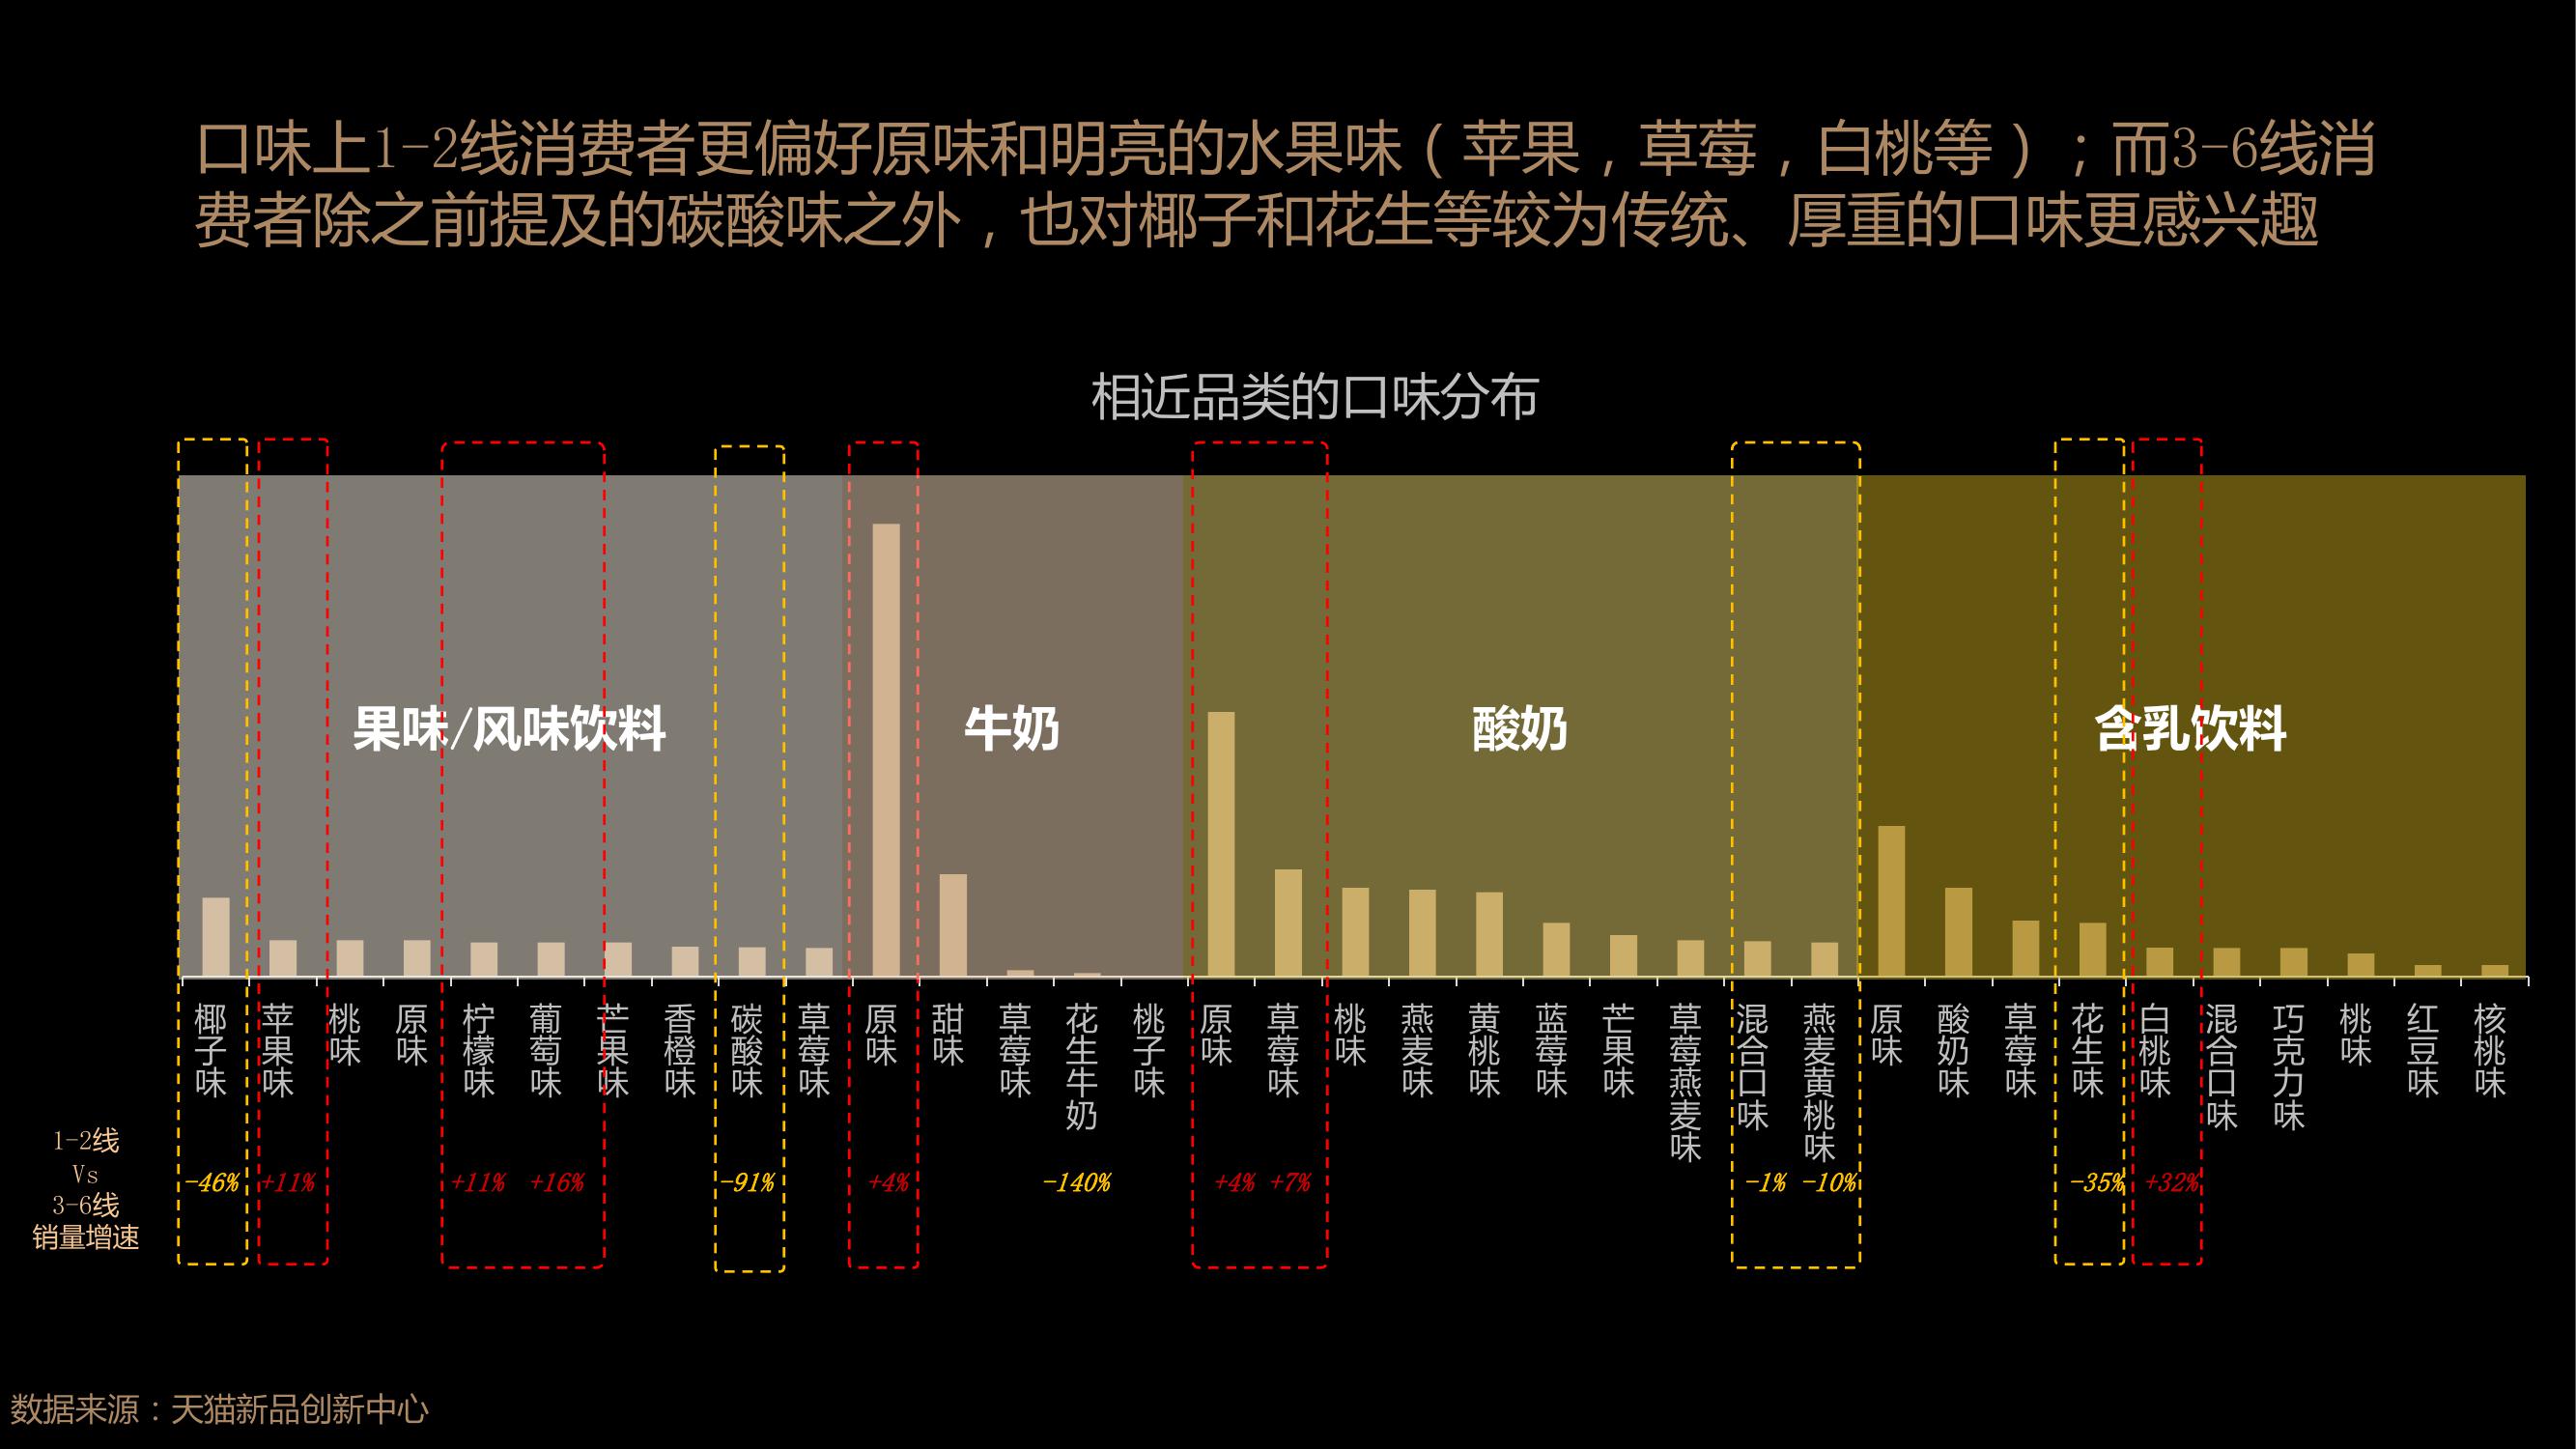 口味上1-2线消费者更偏好原味和明亮的水果味（苹果，草莓，白桃等）；而3-6线消
费者除之前提及的碳酸味之外，也对椰子和花生等较为传统、厚重的口味更感兴趣
相近品类的口味分布
果味/风味饮料
牛奶
酸奶
含乳饮料
椰子味
苹果味
桃味
原味
柠檬味
葡萄味
芒果味
香橙味
碳酸味
草莓味
原味
甜味
草莓味
花生牛奶
桃子味
原味
草莓味
桃味
燕麦味
黄桃味
蓝莓味
芒果味
草莓燕麦味
混合口味
燕麦黄桃味
原味
酸奶味
草莓味
花生味
白桃味
混合口味
巧克力味
桃味
红豆味
核桃味
1-2线
Vs
3-6线
销量增速
-46%
+11%
+11%
+16%
-91%
+4%
-140%
+4%
+7%
-1%
-10%
-35%
+32%
数据来源：天猫新品创新中心